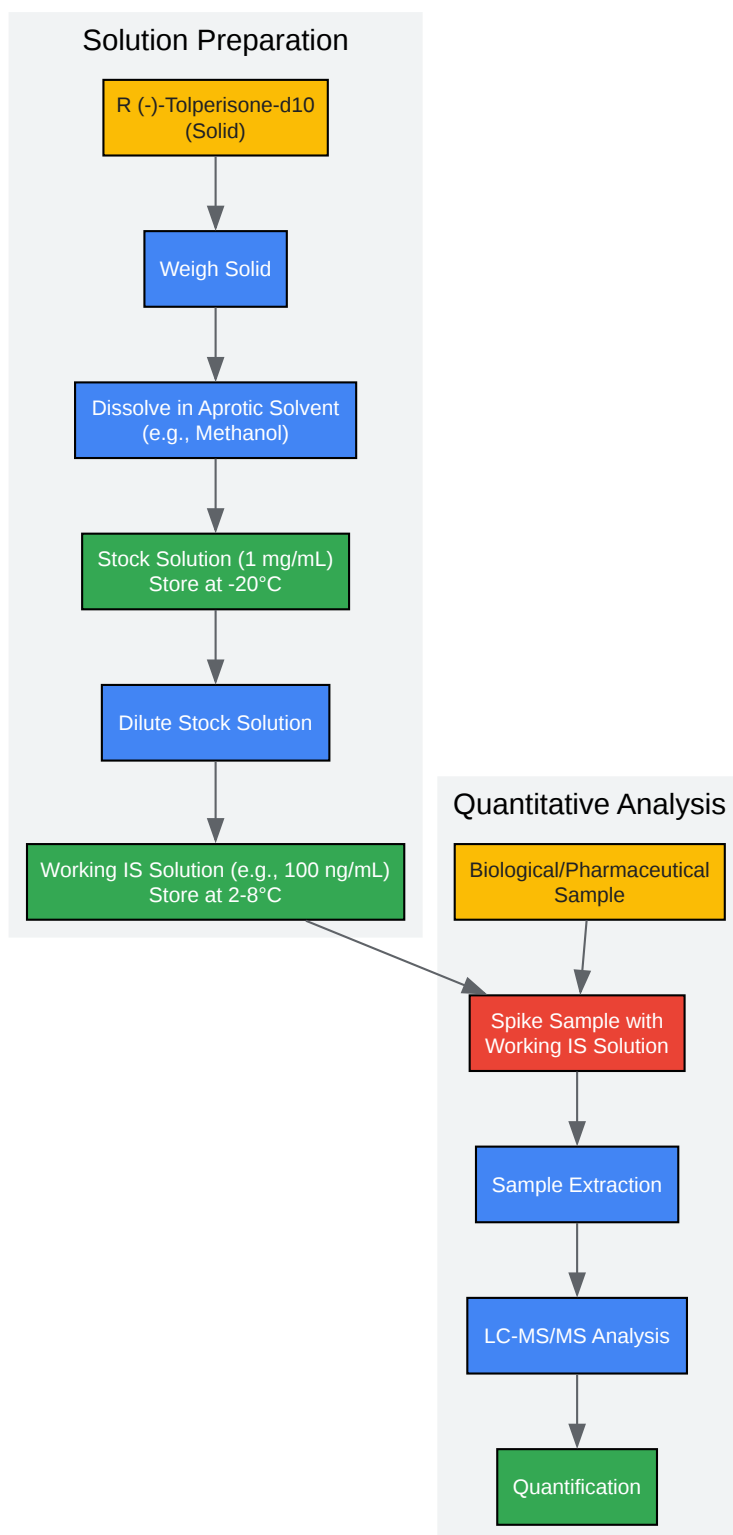 Solution Preparation
R (-)-Tolperisone-d10
(Solid)
Weigh Solid
Dissolve in Aprotic Solvent
(e.g., Methanol)
Stock Solution (1 mg/mL)
Store at -20°C
Dilute Stock Solution
Working IS Solution (e.g., 100 ng/mL)
Store at 2-8°C
Quantitative Analysis
Biological/Pharmaceutical
Sample
Spike Sample with
Working IS Solution
Sample Extraction
LC-MS/MS Analysis
Quantification